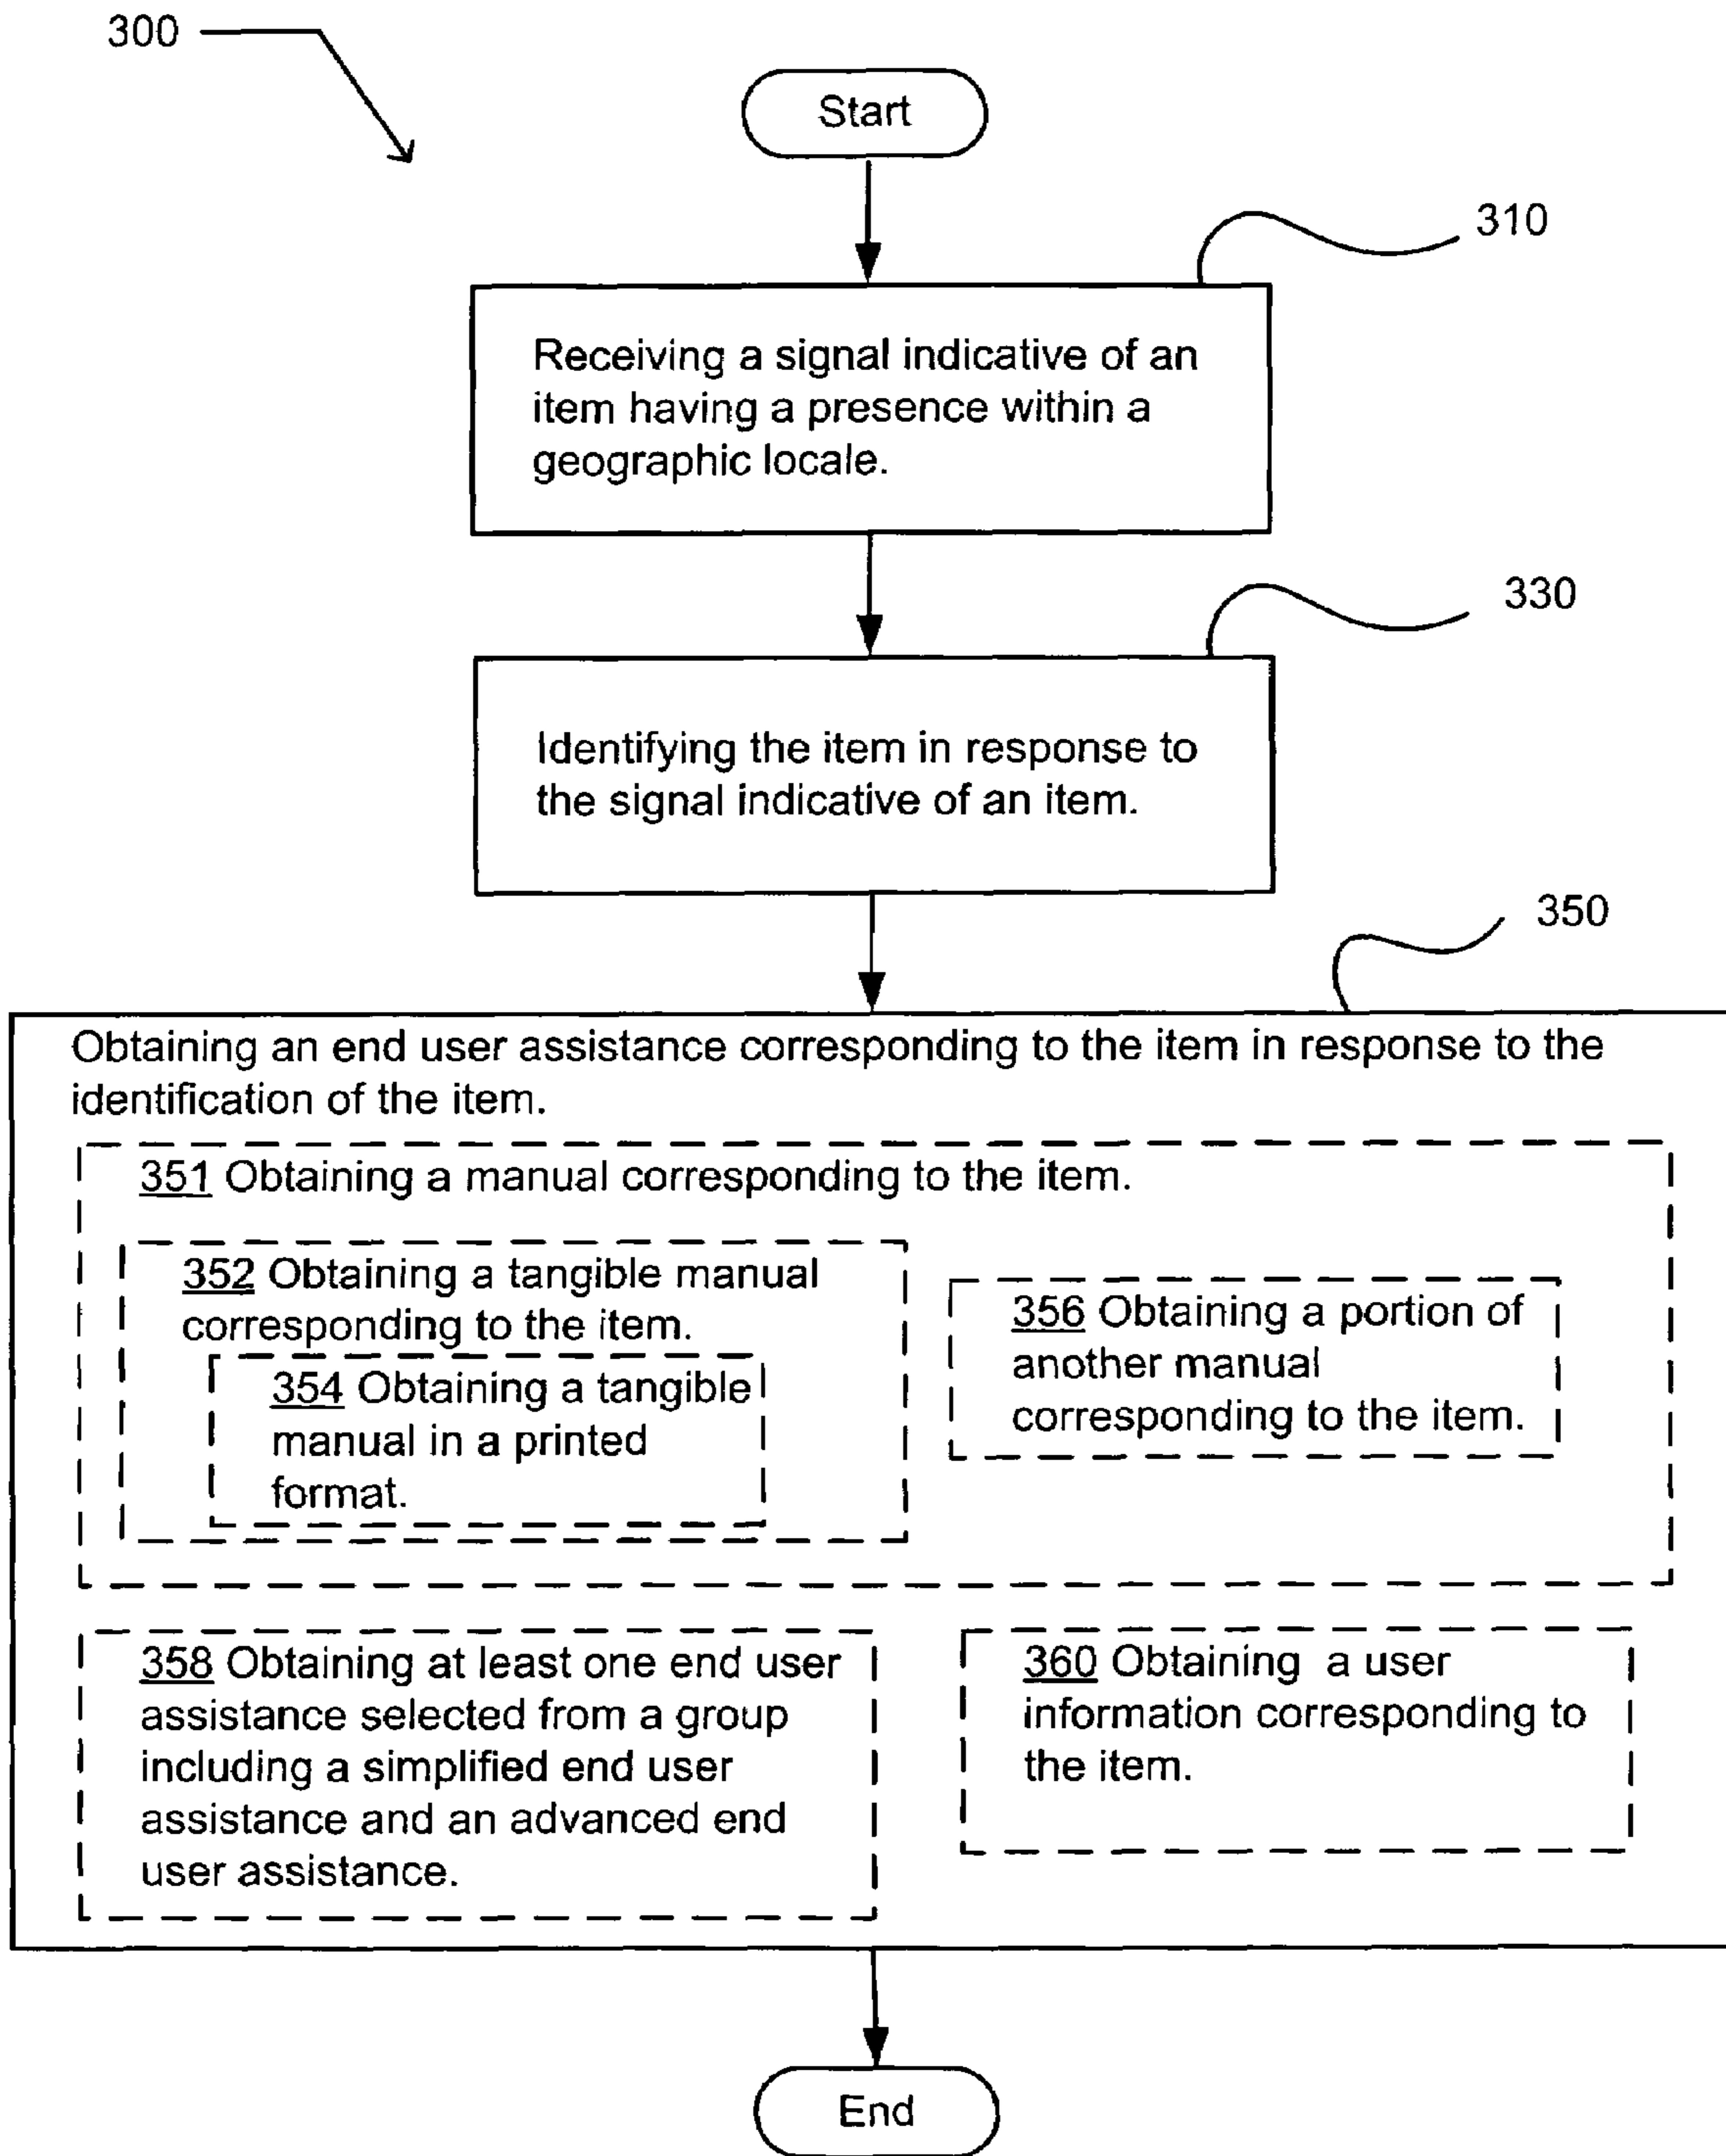 300
Start
310
Receiving a signal indicative of an
item having a presence within a
geographic locale.
330
Identifying the item in response to
the signal indicative of an item.
350
Obtaining an end user assistance corresponding to the item in response to the
identification of the item.
351 Obtaining a manual corresponding to the item.
352 Obtaining a tangible manual
corresponding to the item.
354 Obtaining a tangible
manual in a printed
format.
356 Obtaining a portion of
another manual
corresponding to the item.
358 Obtaining at least one end user
assistance selected from a group
including a simplified end user
assistance and an advanced end
user assistance.
360 Obtaining a user
information corresponding to
the item.
End